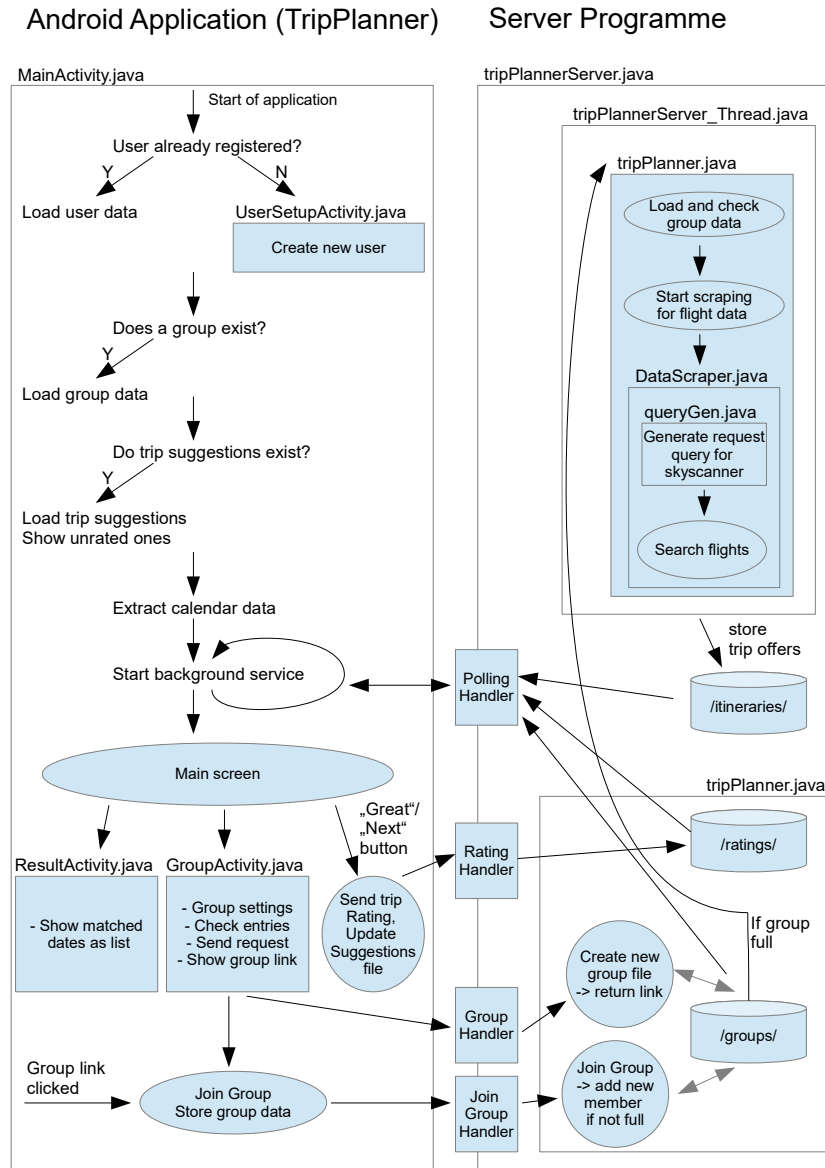 Android Application (TripPlanner)
Server Programme
MainActivity.java
Start of application
User already registered?
Y
N
Load user data
UserSetupActivity.java
Create new user
Does a group exist?
Y
Load group data
Do trip suggestions exist?
Y
Load trip suggestions
Show unrated ones
Extract calendar data
Start background service
Main screen
„Great“/
„Next“
button
ResultActivity.java
- Show matched
dates as list
GroupActivity.java
- Group settings
- Check entries
- Send request
- Show group link
Send trip
Rating,
Update
Suggestions
file
Group link
clicked
Join Group
Store group data
tripPlannerServer.java
tripPlannerServer_Thread.java
tripPlanner.java
Load and check
group data
Start scraping
for flight data
DataScraper.java
queryGen.java
Generate request
query for
skyscanner
Search flights
store
trip offers
Polling
Handler
/itineraries/
tripPlanner.java
Rating
Handler
/ratings/
If group
full
Create new
group file
-> return link
Group
Handler
/groups/
Join Group
-> add new
member
if not full
Join
Group
Handler